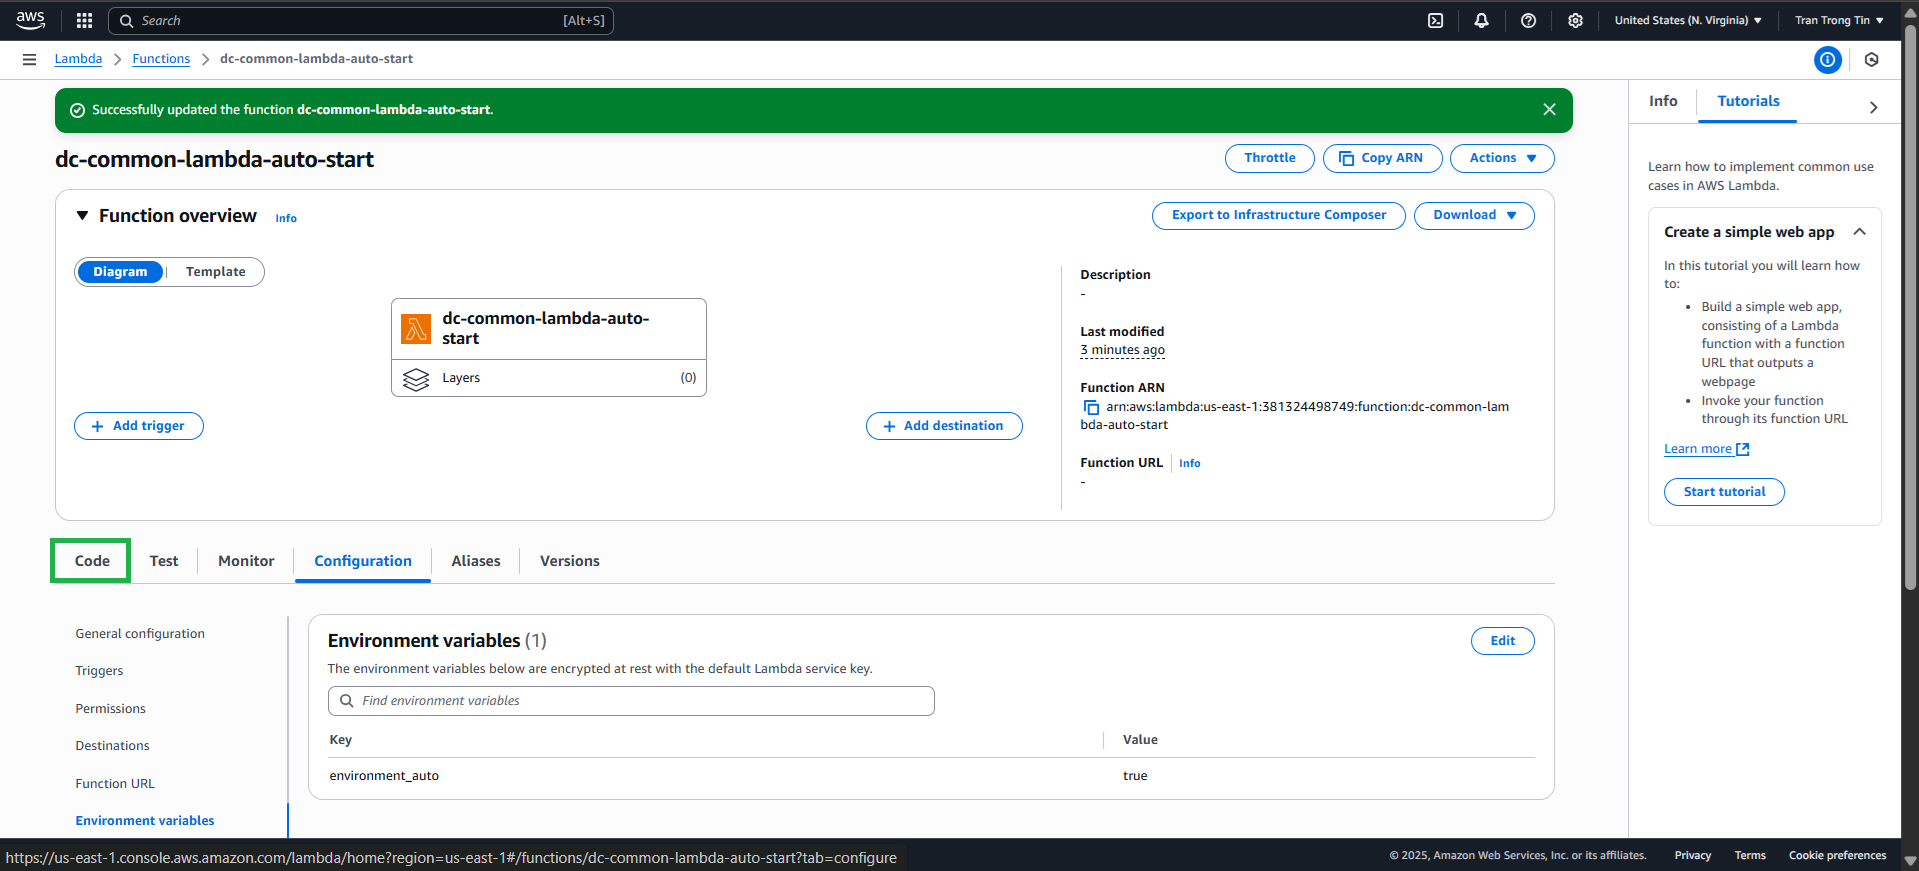 aws
Search
[Alt+S]
United States (N. Virginia)
Tran Trong Tin
Lambda
Functions
dc-common-lambda-auto-start
Successfully updated the function dc-common-lambda-auto-start.
dc-common-lambda-auto-start
Throttle
Copy ARN
Actions
Function overview
Info
Export to Infrastructure Composer
Download
Diagram
Template
dc-common-lambda-auto-
start
Layers
(0)
Add trigger
Add destination
Description
-
Last modified
3 minutes ago
Function ARN
arn:aws:lambda:us-east-1:381324498749:function:dc-common-lam
bda-auto-start
Function URL
Info
-
Code
Test
Monitor
Configuration
Aliases
Versions
General configuration
Triggers
Permissions
Destinations
Function URL
Environment variables
Environment variables (1)
Edit
The environment variables below are encrypted at rest with the default Lambda service key.
Find environment variables
Key
Value
environment_auto
true
Info
Tutorials
Learn how to implement common use
cases in AWS Lambda.
Create a simple web app
In this tutorial you will learn how
to:
• Build a simple web app,
consisting of a Lambda
function with a function
URL that outputs a
webpage
• Invoke your function
through its function URL
Learn more
Start tutorial
https://us-east-1.console.aws.amazon.com/lambda/home?region=us-east-1#/functions/dc-common-lambda-auto-start?tab=configure
© 2025, Amazon Web Services, Inc. or its affiliates.
Privacy
Terms
Cookie preferences